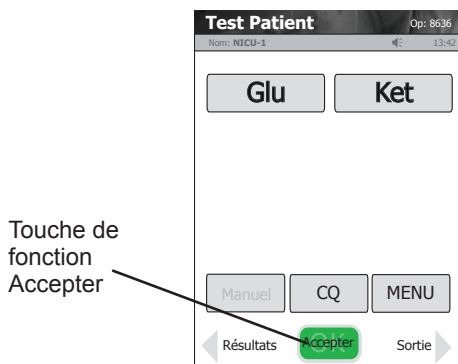 Test Patient Op: 8636
Nom: NICU-1 13:42
Glu Ket
Touche de
fonction
Accepter
Manuel CQ MENU
Résultats Accepter OK Sortie